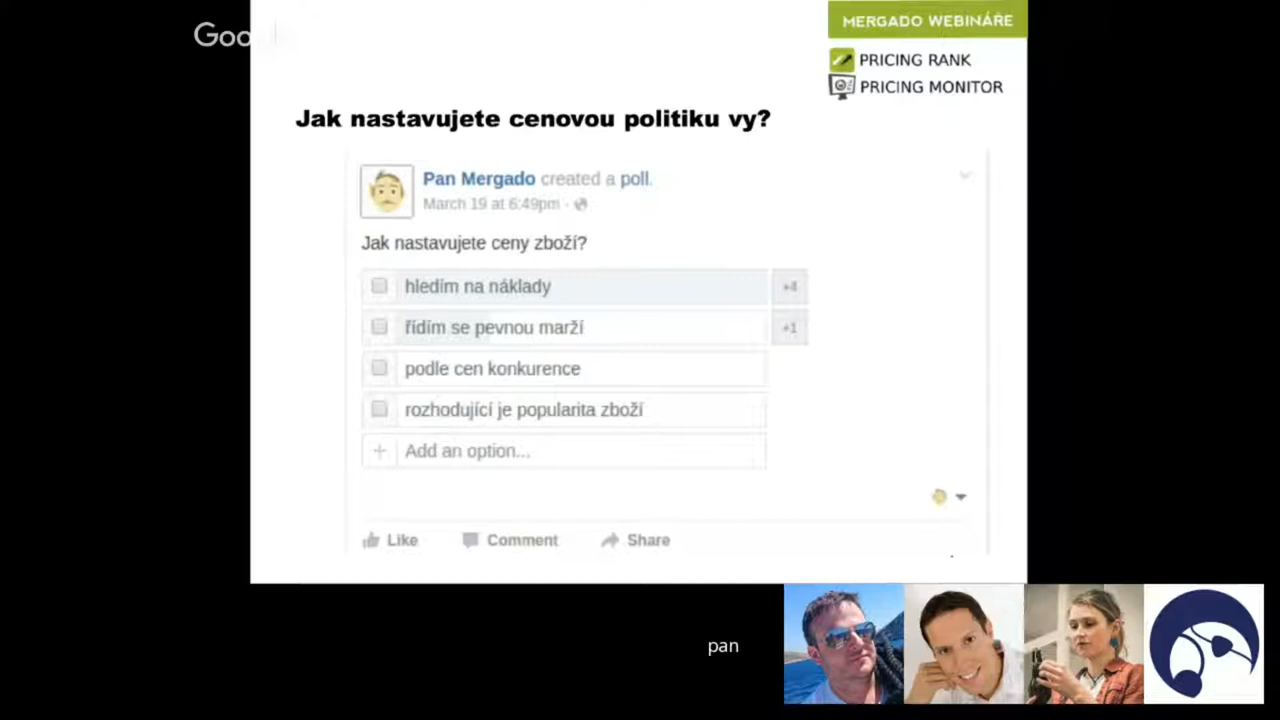 Goo
MERGADO WEBINÁŘE
PRICING RANK
PRICING MONITOR
Jak nastavujete cenovou politiku vy?
Pan Mergado created a poll.
March 19 at 6:49pm ·
Jak nastavujete ceny zboží?
hledím na náklady +4
řídím se pevnou marží +1
podle cen konkurence
rozhodující je popularita zboží
+ Add an option...
Like Comment Share
pan